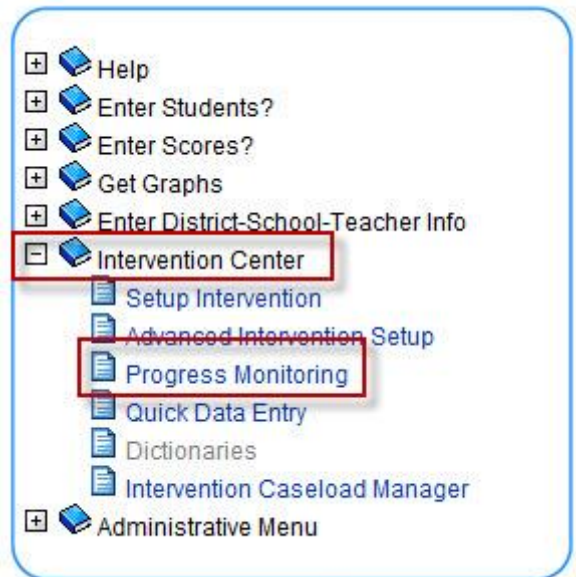 Help
Enter Students?
Enter Scores?
Get Graphs
Enter District-School-Teacher Info
Intervention Center
Setup Intervention
Advanced Intervention Setup
Progress Monitoring
Quick Data Entry
Dictionaries
Intervention Caseload Manager
Administrative Menu